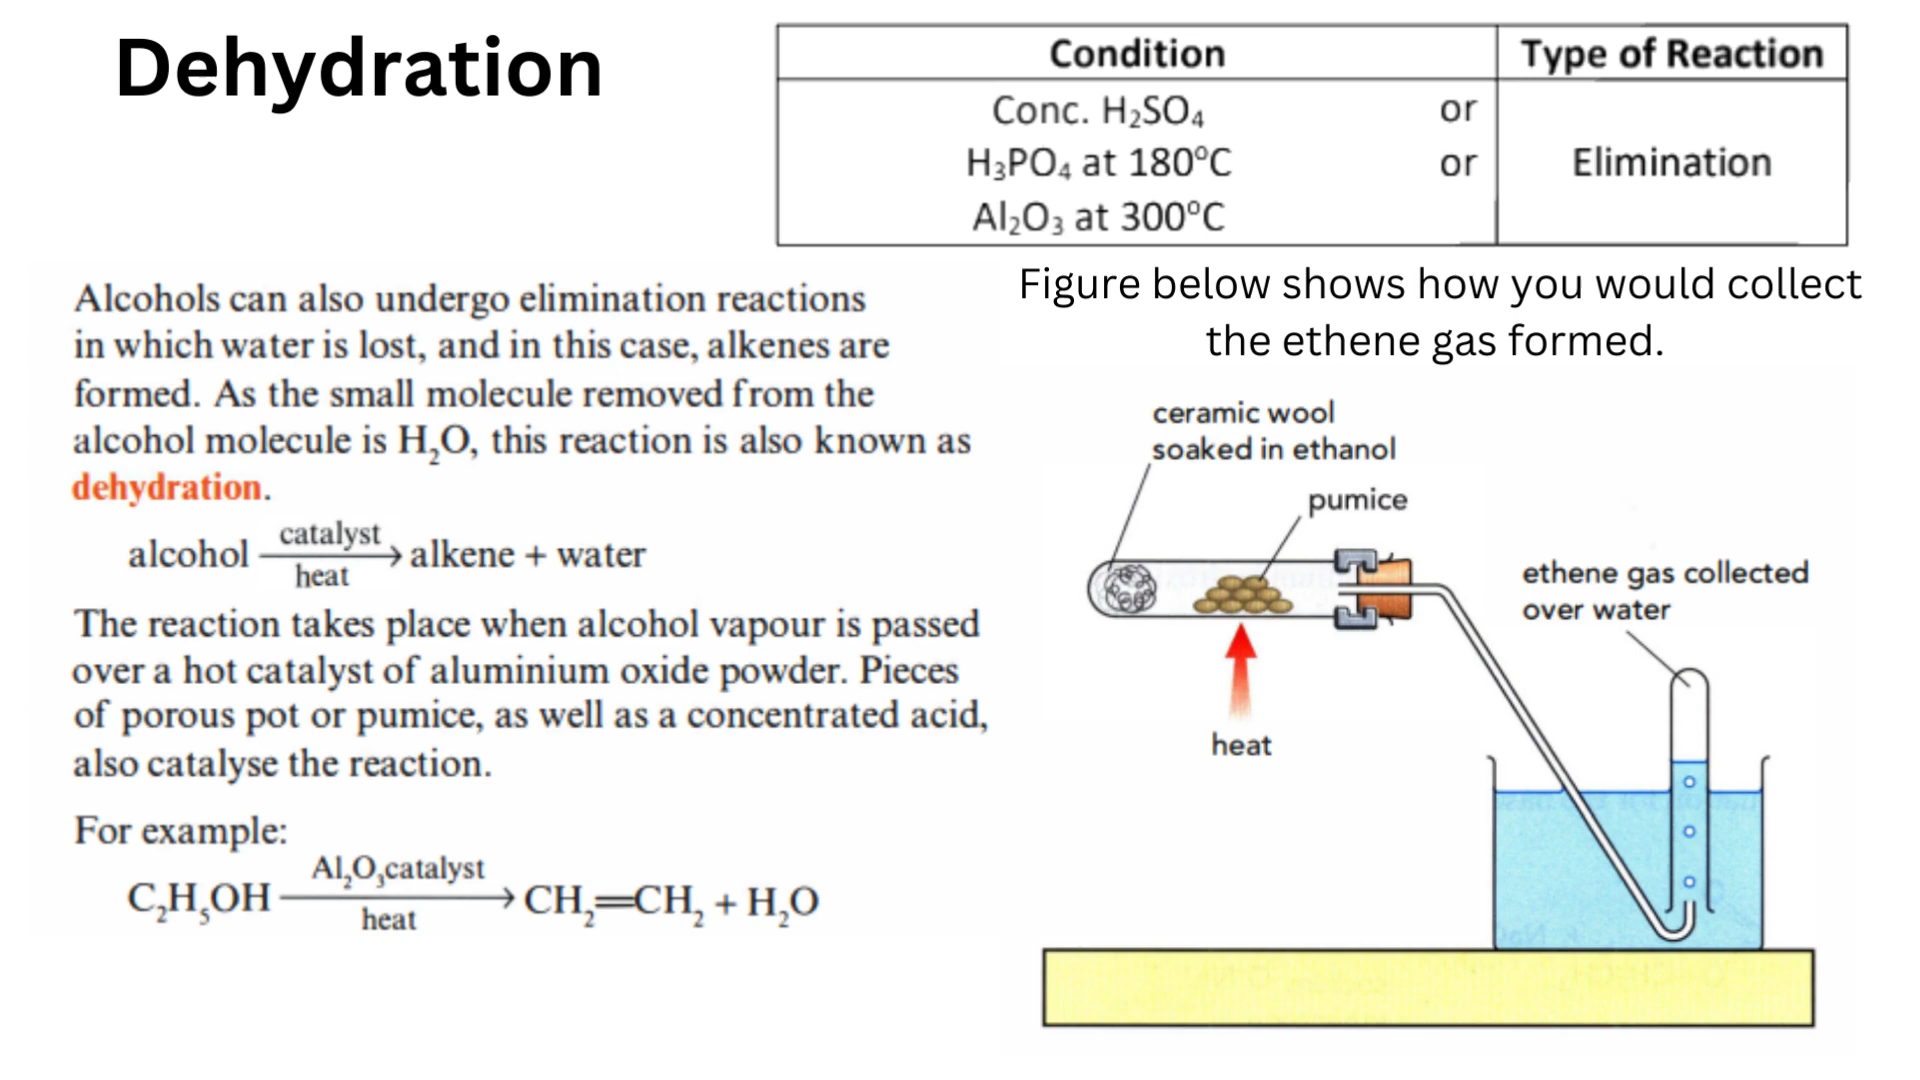 Dehydration
Condition Type of Reaction
Conc. H₂SO₄ or
H₃PO₄ at 180°C or Elimination
Al₂O₃ at 300°C
Alcohols can also undergo elimination reactions
in which water is lost, and in this case, alkenes are
formed. As the small molecule removed from the
alcohol molecule is H₂O, this reaction is also known as
dehydration.
catalyst
alcohol → alkene + water
heat
The reaction takes place when alcohol vapour is passed
over a hot catalyst of aluminium oxide powder. Pieces
of porous pot or pumice, as well as a concentrated acid,
also catalyse the reaction.
For example:
Al₂O₃catalyst
C₂H₅OH → CH₂=CH₂ + H₂O
heat
Figure below shows how you would collect
the ethene gas formed.
ceramic wool
soaked in ethanol
pumice
ethene gas collected
over water
heat